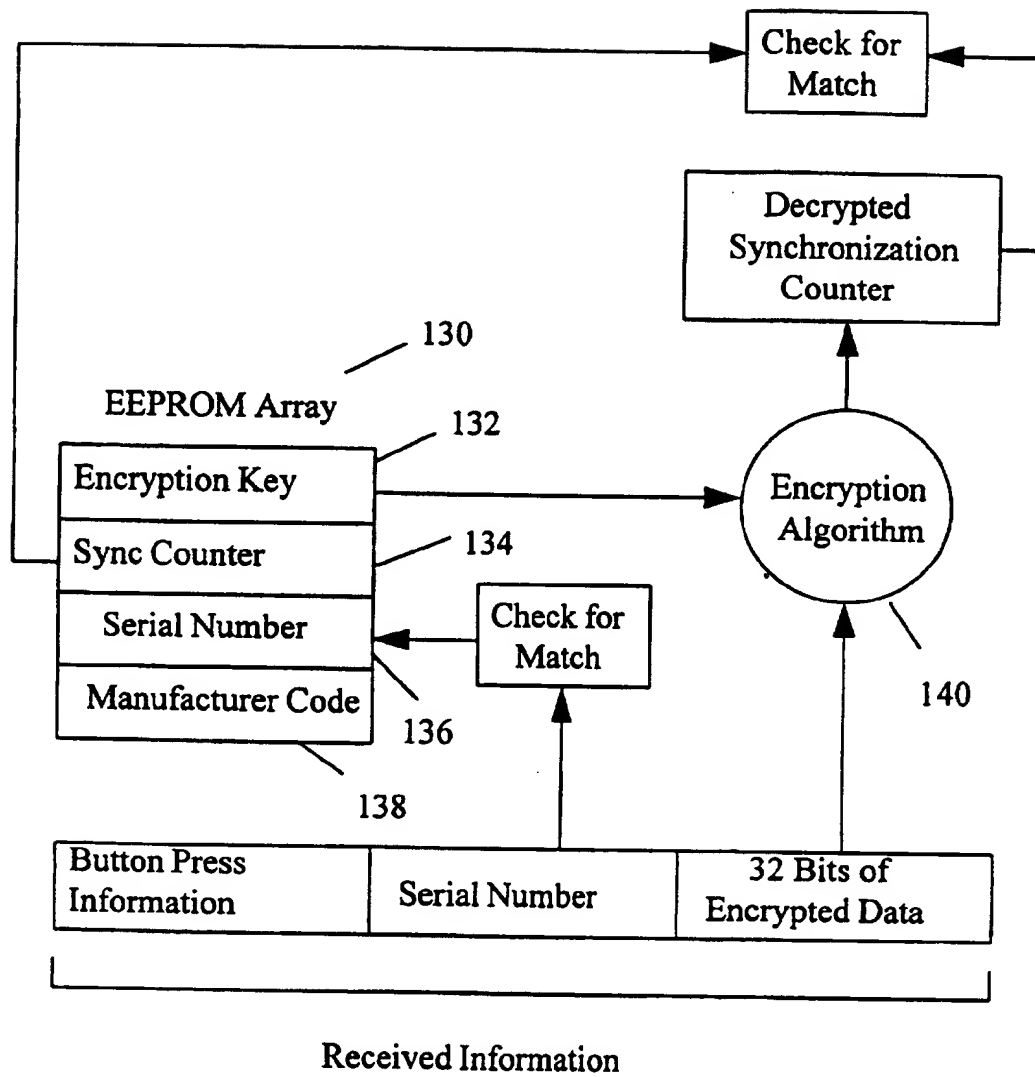 Check for
Match
Decrypted
Synchronization
Counter
130
EEPROM Array
132
Encryption Key
Encryption
Algorithm
Sync Counter
134
Serial Number
Check for
Match
Manufacturer Code
136
140
138
Button Press
Information
Serial Number
32 Bits of
Encrypted Data
Received Information